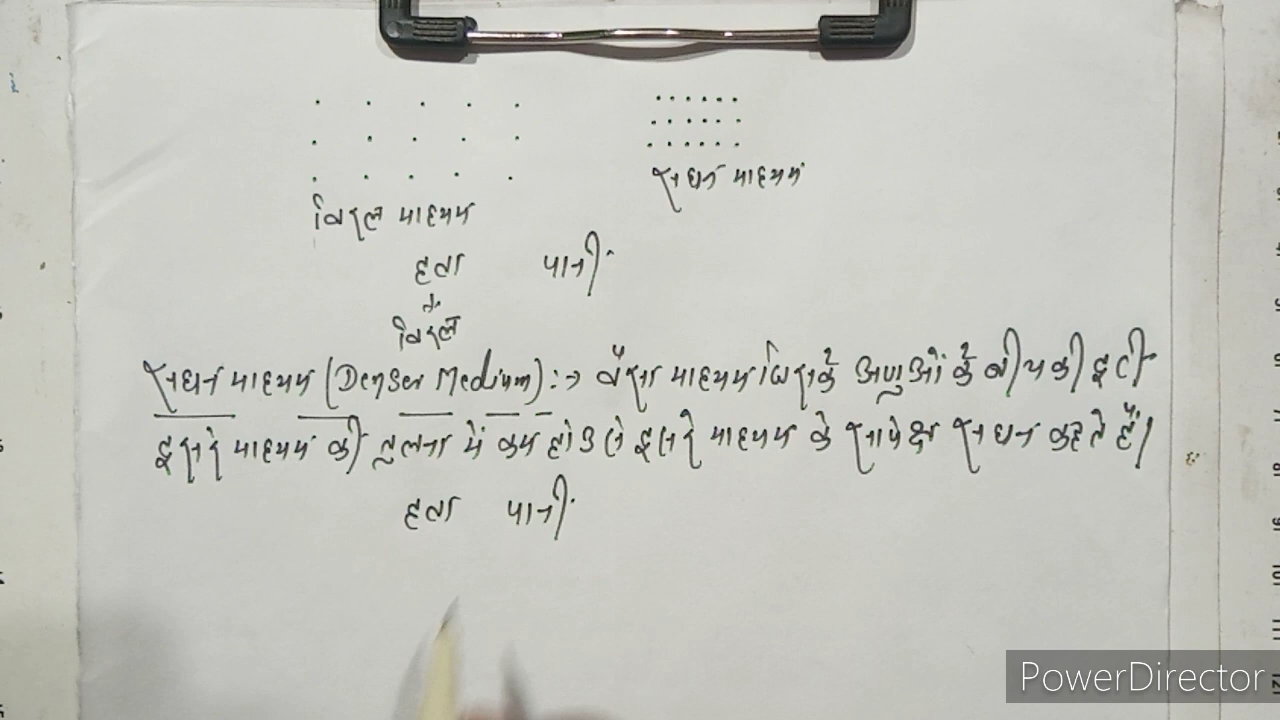 विरल माध्यम
सघन माध्यम
हवा पानी
विरल
सघन माध्यम (Denser Medium) :→ वैसा माध्यम जिसके अणुओं के बीच की दूरी
दूसरे माध्यम की तुलना में कम हो उसे दूसरे माध्यम के सापेक्ष सघन कहते हैं।
हवा पानी
PowerDirector